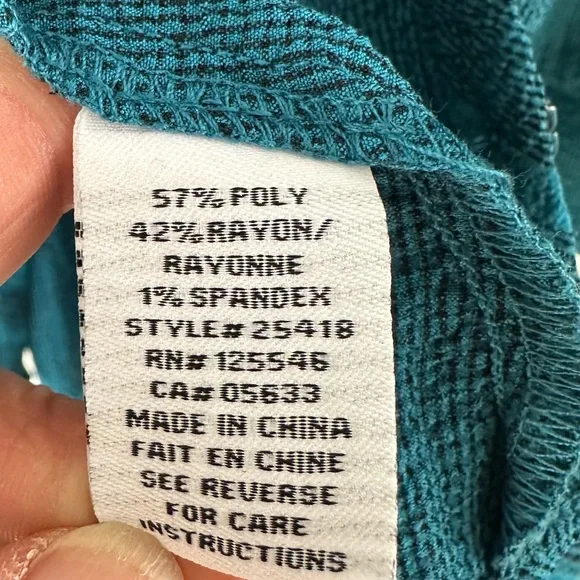 57% POLY
42% RAYON/
RAYONNE
1% SPANDEX
STYLE# 25418
RN# 125546
CA# 05633
MADE IN CHINA
FAIT EN CHINE
SEE REVERSE
FOR CARE
INSTRUCTIONS